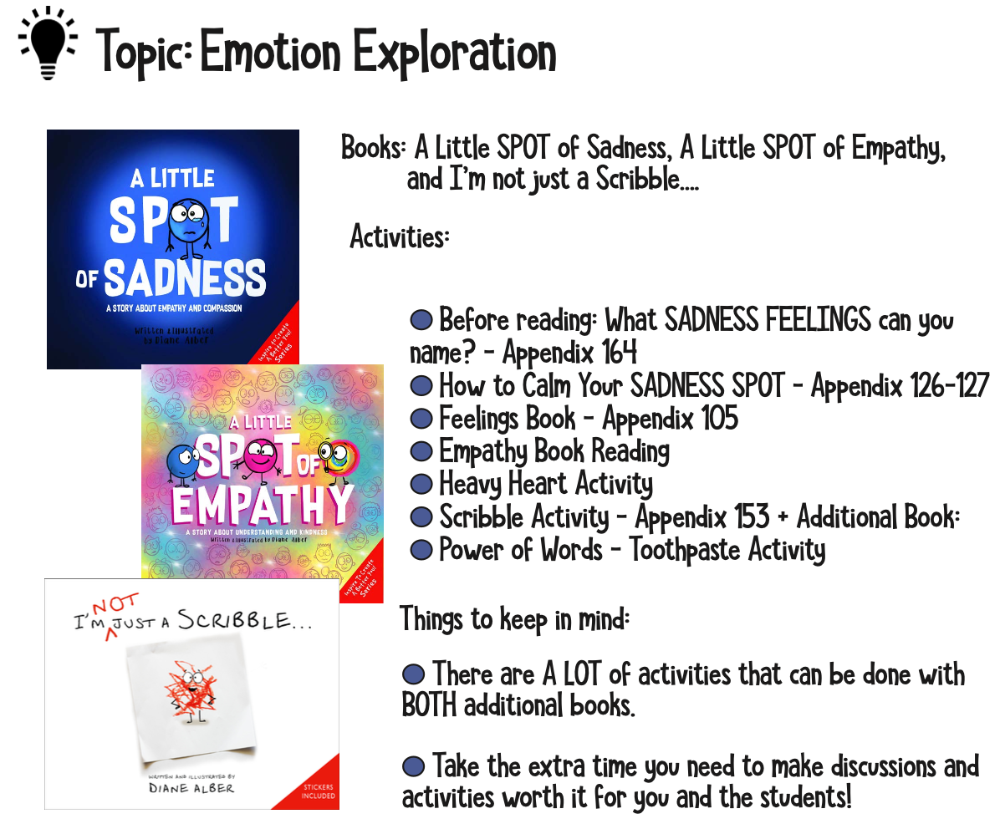 Topic: Emotion Exploration
A LITTLE
SPOT
OF SADNESS
A STORY ABOUT EMPATHY AND COMPASSION
Written & Illustrated
by Diane Alber
Inspire to Create
A Better You!
Series
A LITTLE
SPOT OF
EMPATHY
A STORY ABOUT UNDERSTANDING AND KINDNESS
Written & Illustrated by Diane Alber
Inspire To Create
A Better You!
Series
NOT
I'M JUST A SCRIBBLE...
WRITTEN AND ILLUSTRATED BY
DIANE ALBER
STICKERS
INCLUDED
Books: A Little SPOT of Sadness, A Little SPOT of Empathy,
and I'm not just a Scribble....
Activities:
Before reading: What SADNESS FEELINGS can you
name? - Appendix 164
How to Calm Your SADNESS SPOT - Appendix 126-127
Feelings Book - Appendix 105
Empathy Book Reading
Heavy Heart Activity
Scribble Activity - Appendix 153 + Additional Book:
Power of Words - Toothpaste Activity
Things to keep in mind:
There are A LOT of activities that can be done with
BOTH additional books.
Take the extra time you need to make discussions and
activities worth it for you and the students!